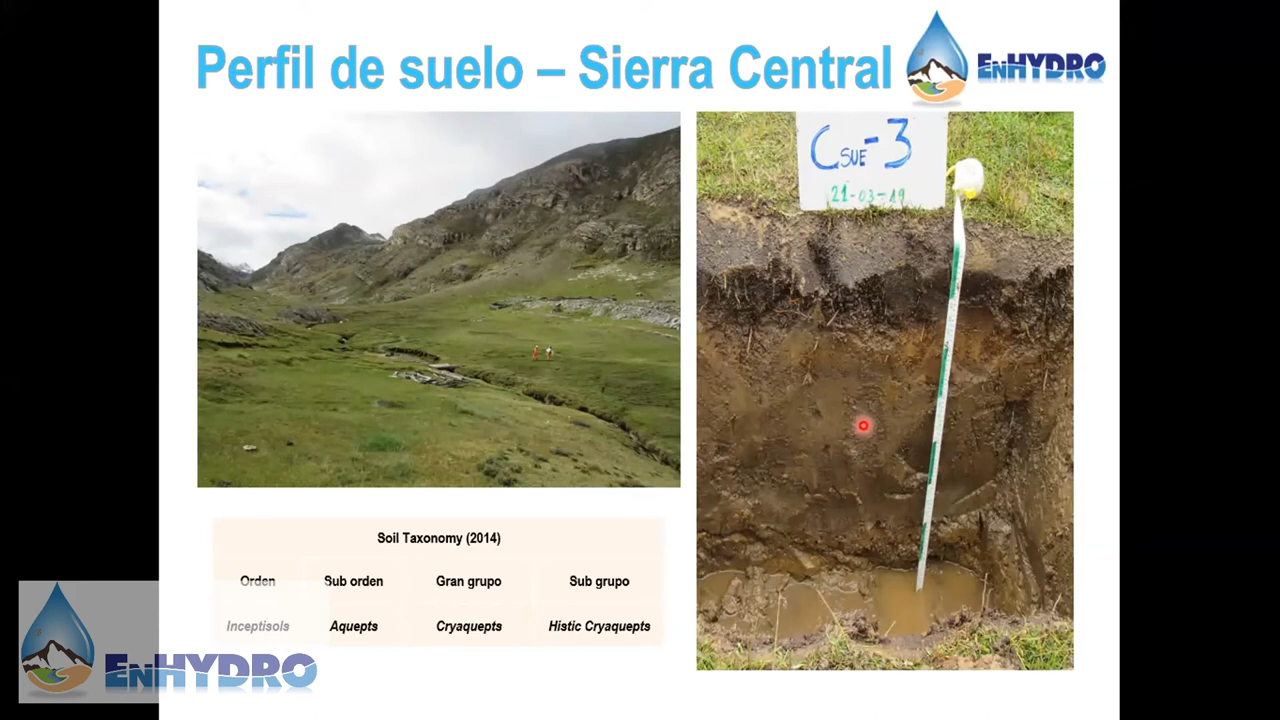 Perfil de suelo – Sierra Central
EnHYDRO
CSUE-3
21-03-19
Soil Taxonomy (2014)
Orden Sub orden Gran grupo Sub grupo
Inceptisols Aquepts Cryaquepts Histic Cryaquepts
EnHYDRO